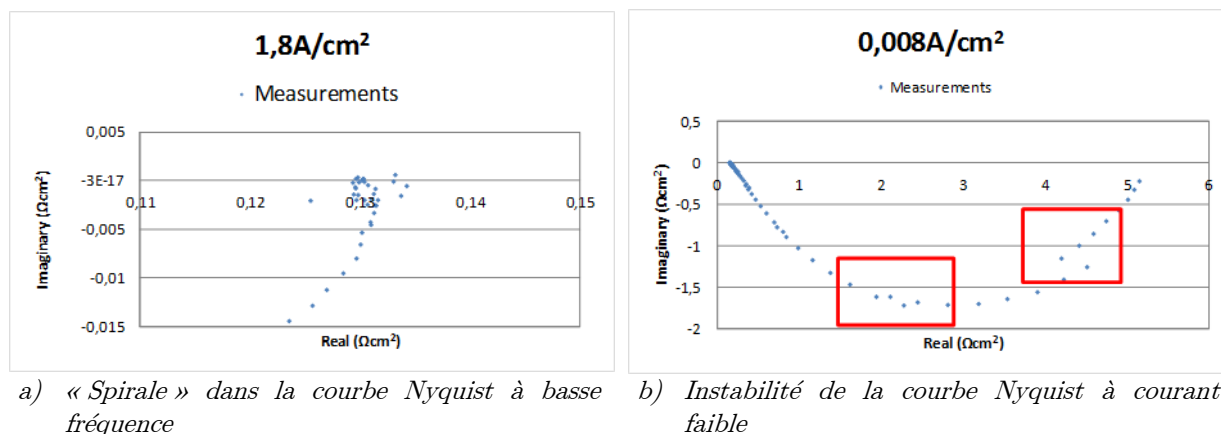 1,8A/cm²
Measurements
0,005
-3E-17
0,11
0,12
0,13
0,14
0,15
-0,005
-0,01
-0,015
Imaginary (Ωcm²)
Real (Ωcm²)
a) « Spirale » dans la courbe Nyquist à basse
fréquence
0,008A/cm²
Measurements
0,5
0
0
1
2
3
4
5
6
-0,5
-1
-1,5
-2
Imaginary (Ωcm²)
Real (Ωcm²)
b) Instabilité de la courbe Nyquist à courant
faible